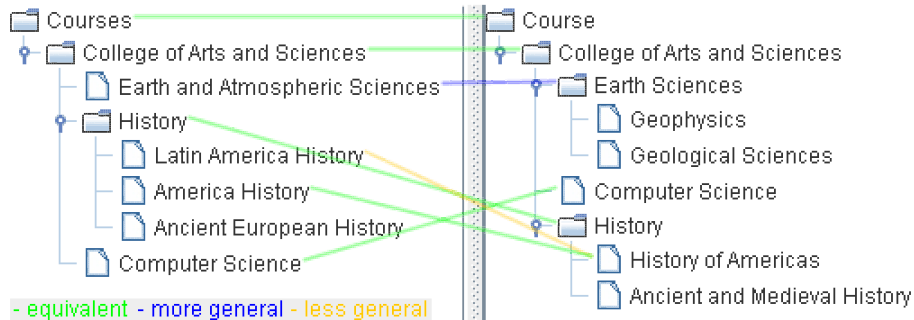 Courses
College of Arts and Sciences
Earth and Atmospheric Sciences
History
Latin America History
America History
Ancient European History
Computer Science
- equivalent - more general - less general
Course
College of Arts and Sciences
Earth Sciences
Geophysics
Geological Sciences
Computer Science
History
History of Americas
Ancient and Medieval History